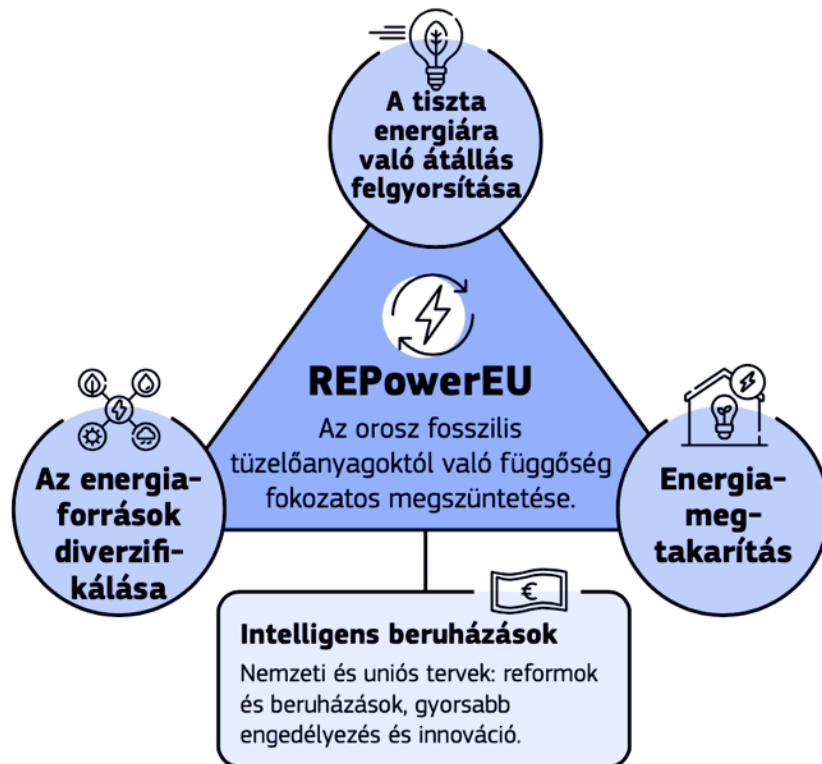 A tiszta
energiára
való átállás
felgyorsítása
REPowerEU
Az orosz fosszilis
tüzelőanyagoktól való függőség
fokozatos megszüntetése.
Az energia-
források
diverzifi-
kálása
Energia-
meg-
takarítás
€
Intelligens beruházások
Nemzeti és uniós tervek: reformok
és beruházások, gyorsabb
engedélyezés és innováció.